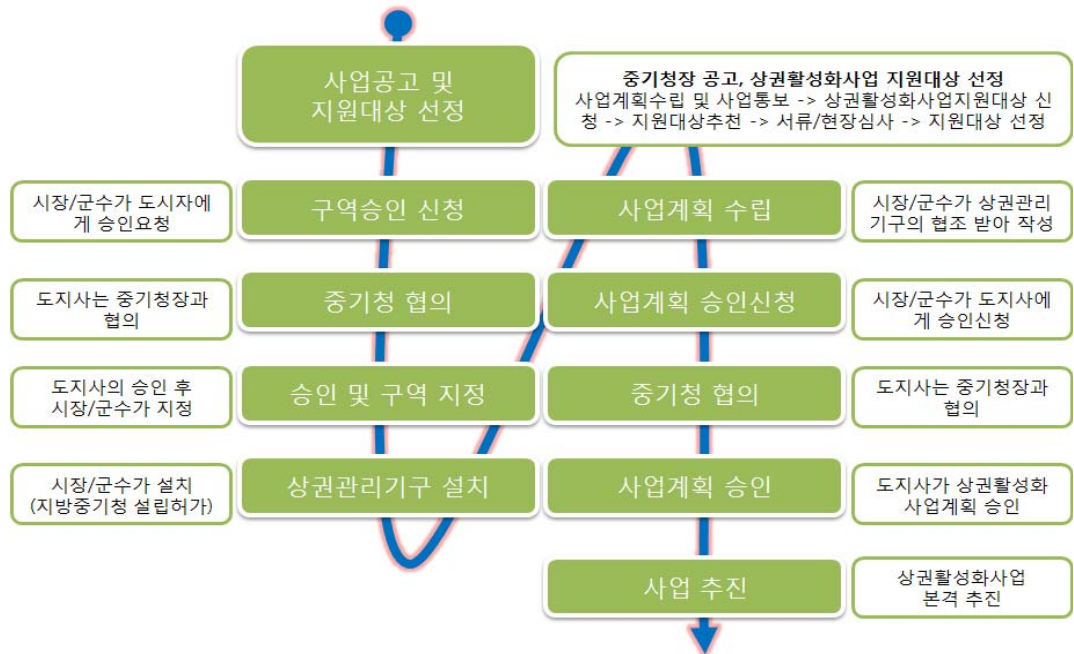 사업공고 및
지원대상 선정
중기청장 공고, 상권활성화사업 지원대상 선정
사업계획수립 및 사업통보 -> 상권활성화사업지원대상 신
청 -> 지원대상추천 -> 서류/현장심사 -> 지원대상 선정
시장/군수가 도시자에
게 승인요청
구역승인 신청
사업계획 수립
시장/군수가 상권관리
기구의 협조 받아 작성
도지사는 중기청장과
협의
중기청 협의
사업계획 승인신청
시장/군수가 도지사에
게 승인신청
도지사의 승인 후
시장/군수가 지정
승인 및 구역 지정
중기청 협의
도지사는 중기청장과
협의
시장/군수가 설치
(지방중기청 설립허가)
상권관리기구 설치
사업계획 승인
도지사가 상권활성화
사업계획 승인
사업 추진
상권활성화사업
본격 추진